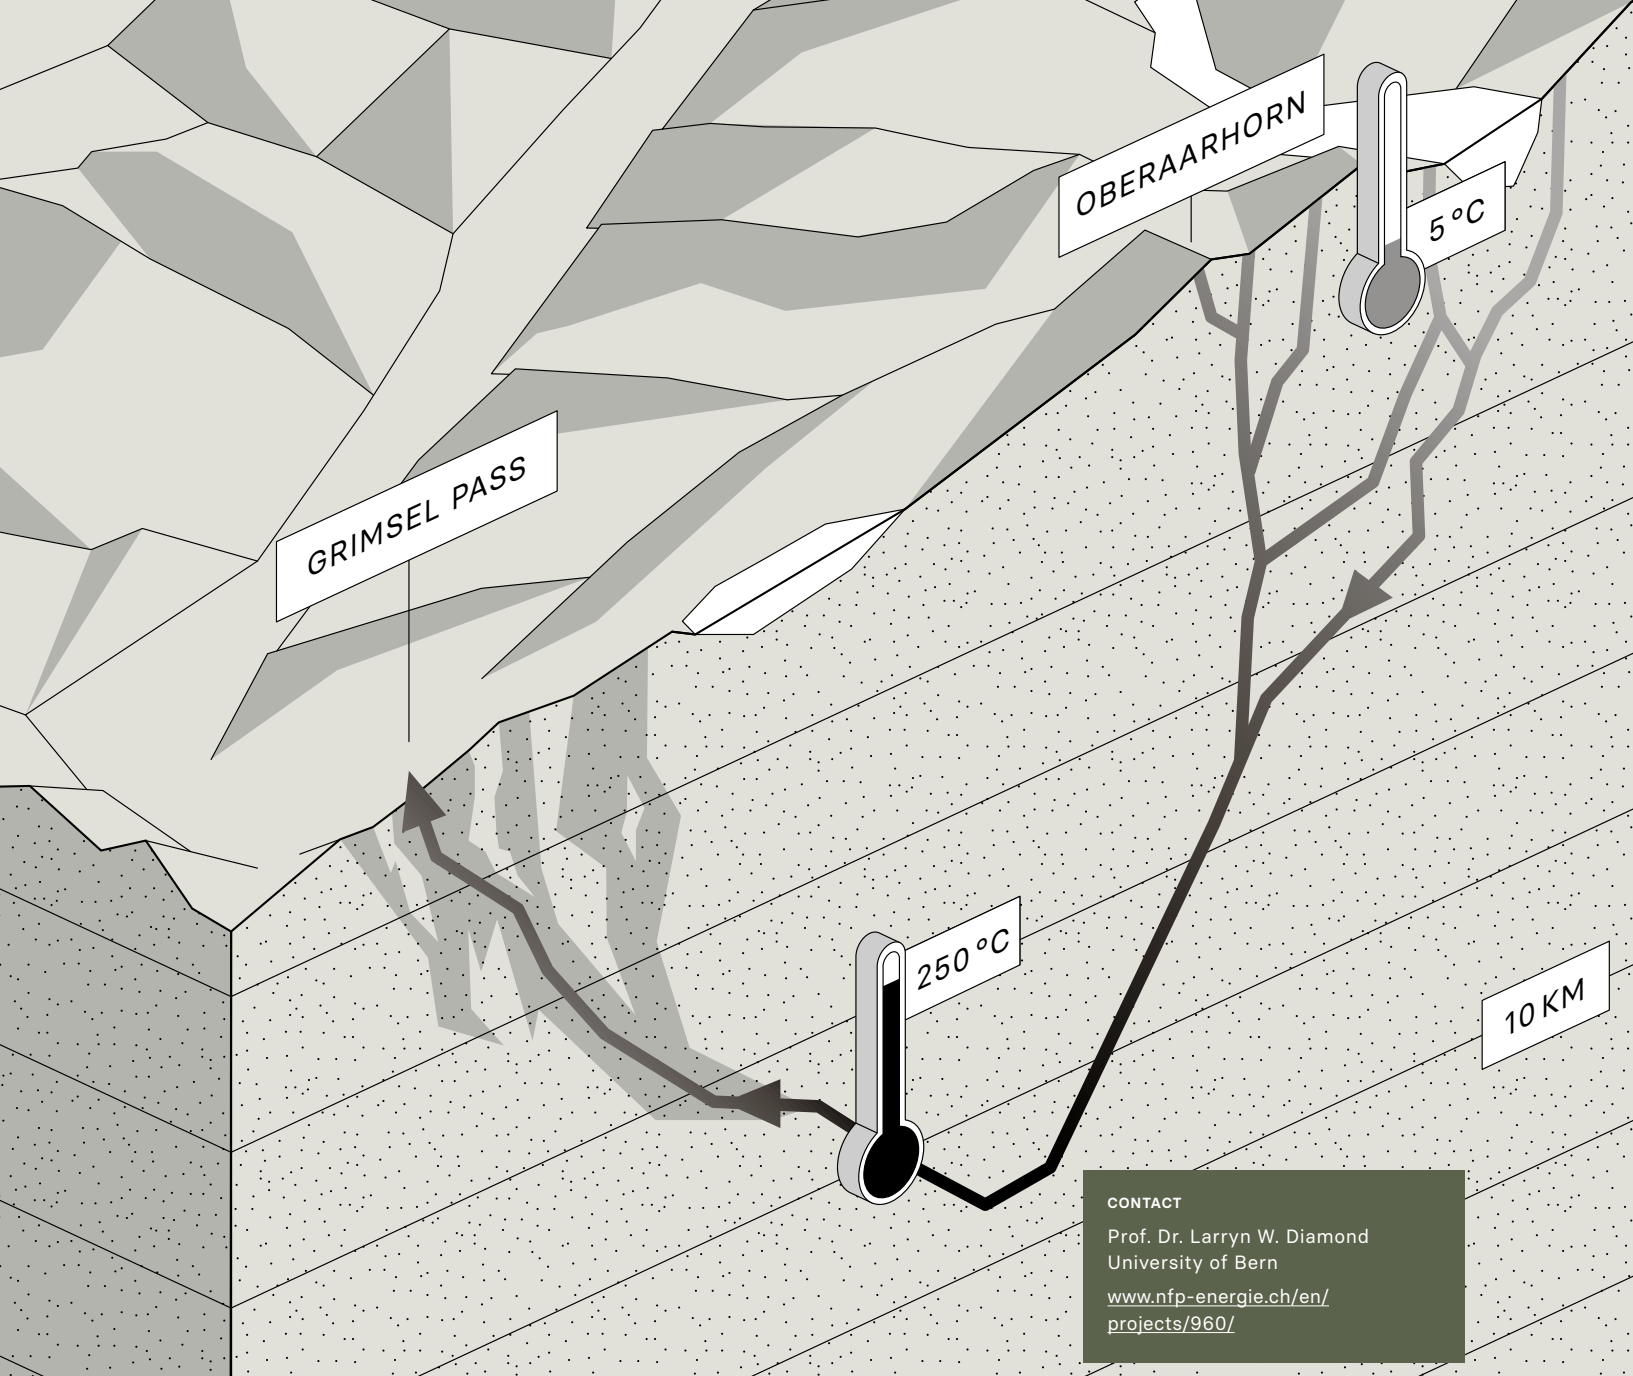 OBERAARHORN
5 °C
GRIMSEL PASS
250 °C
10 KM
CONTACT
Prof. Dr. Larryn W. Diamond
University of Bern
www.nfp-energie.ch/en/
projects/960/